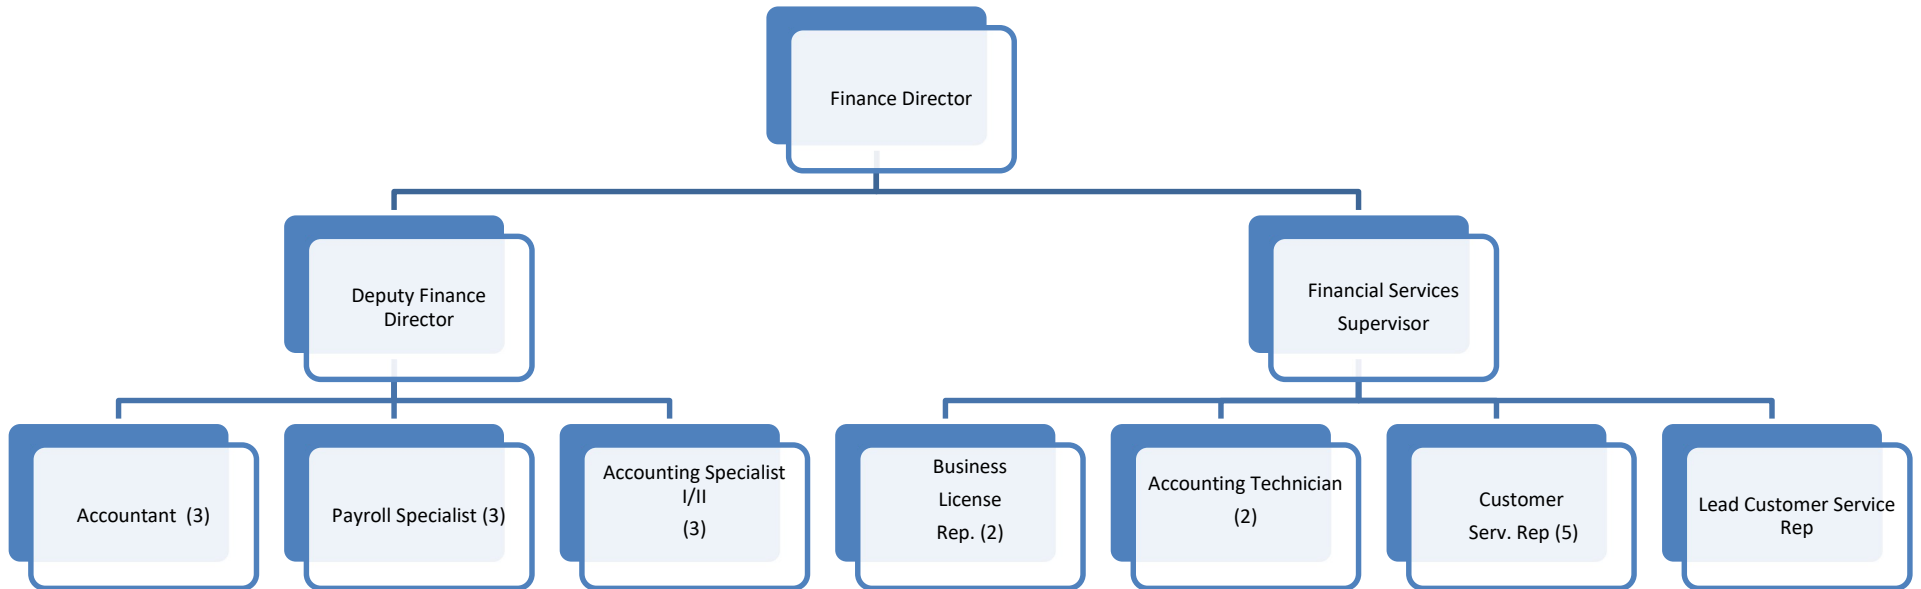 Finance Director
Deputy Finance
Director
Financial Services
Supervisor
Accountant  (3)
Payroll Specialist (3)
Accounting Specialist
I/II
(3)
Business
License
Rep. (2)
Accounting Technician
(2)
Customer
Serv. Rep (5)
Lead Customer Service
Rep